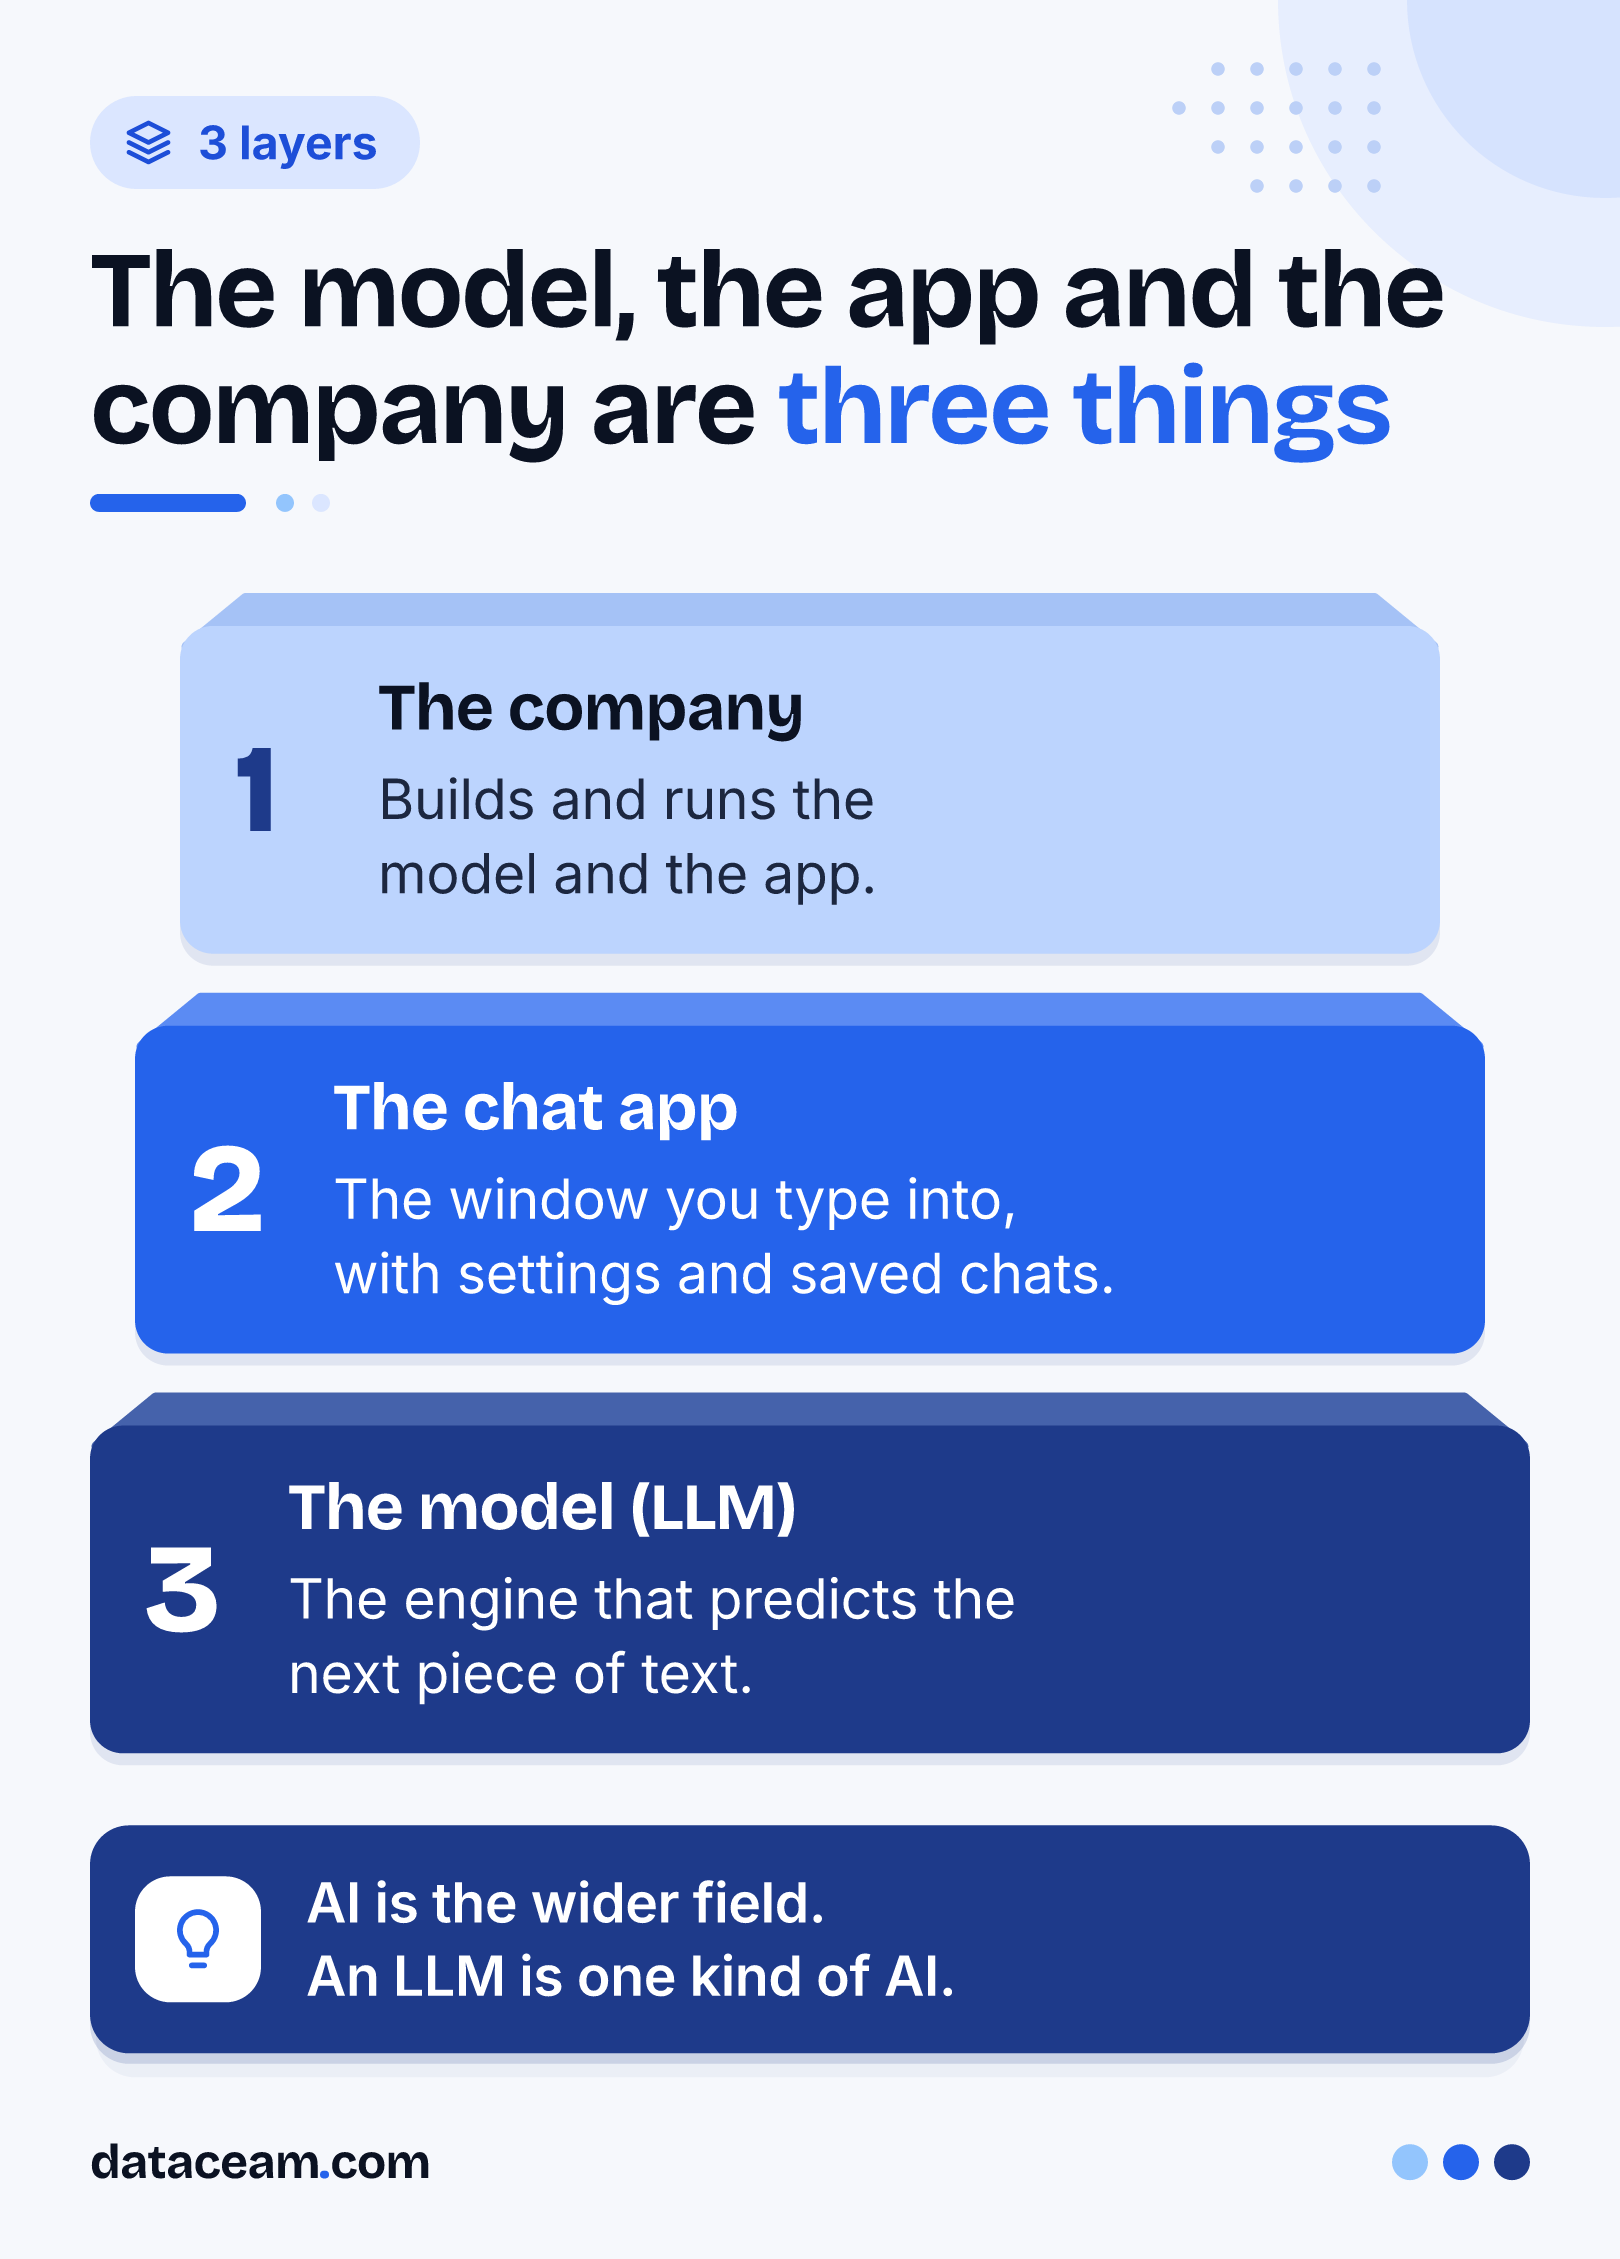 3 layers
The model, the app and the
company are three things
1
The company
Builds and runs the
model and the app.
2
The chat app
The window you type into,
with settings and saved chats.
3
The model (LLM)
The engine that predicts the
next piece of text.
AI is the wider field.
An LLM is one kind of AI.
dataceam.com